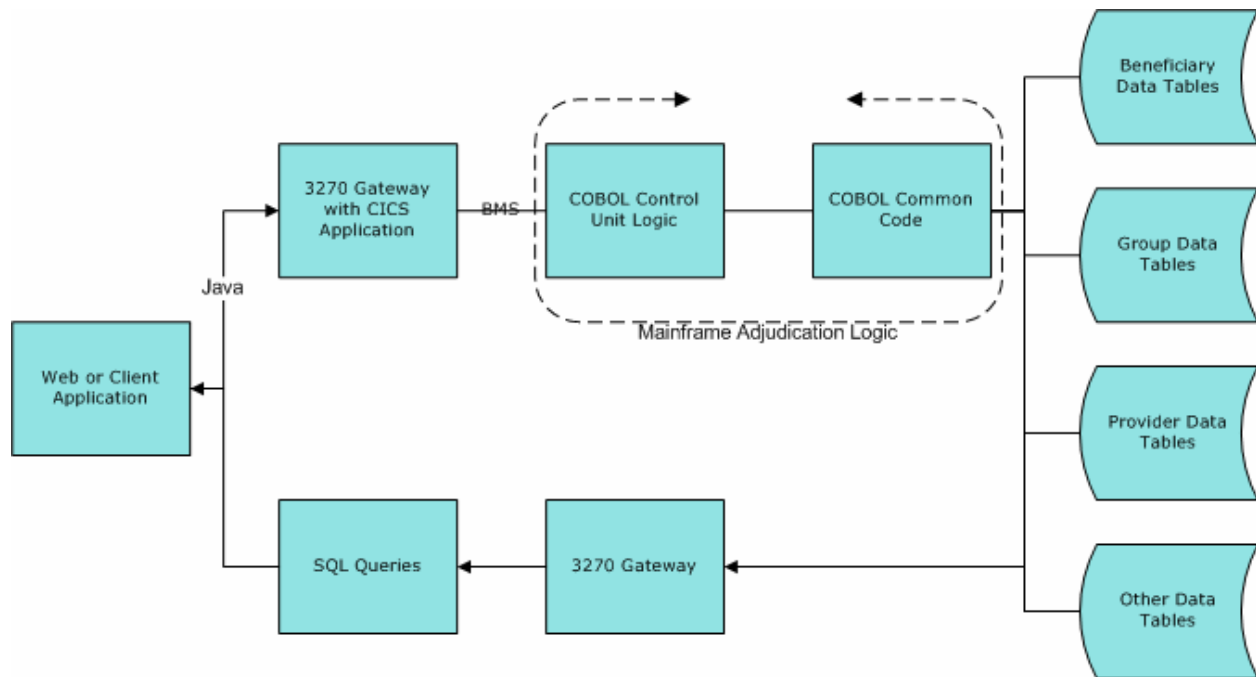 Beneficiary
Data Tables
3270 Gateway
with CICS
Application
BMS
COBOL Control
Unit Logic
COBOL Common
Code
Group Data
Tables
Java
Mainframe Adjudication Logic
Web or Client
Application
Provider Data
Tables
SQL Queries
3270 Gateway
Other Data
Tables